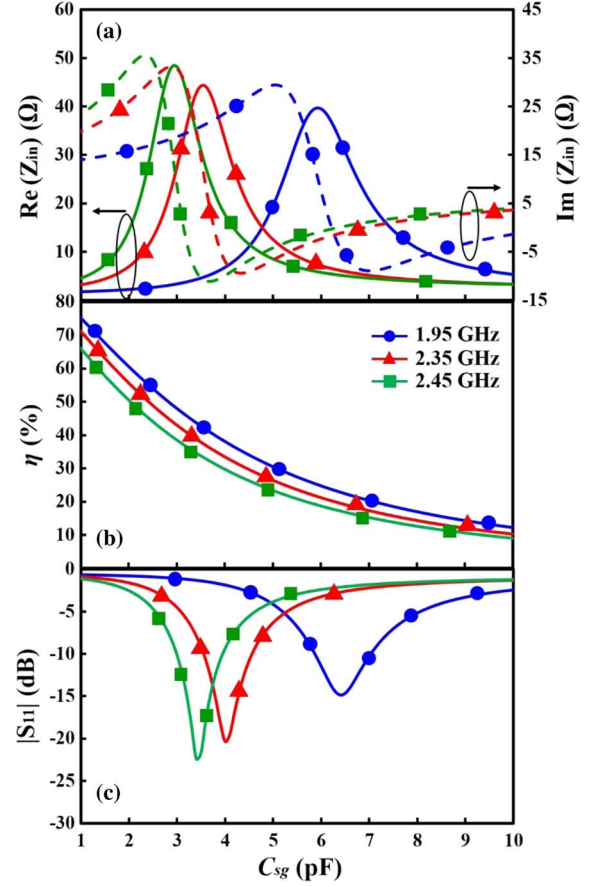 (a)
Re (Zin) (Ω)
60
50
40
30
20
10
80
Im (Zin) (Ω)
45
35
25
15
5
-5
-15
1.95 GHz
2.35 GHz
2.45 GHz
η (%)
70
60
50
40
30
20
10
0
(b)
|S11| (dB)
-5
-10
-15
-20
-25
-30
(c)
1 2 3 4 5 6 7 8 9 10
Csg (pF)